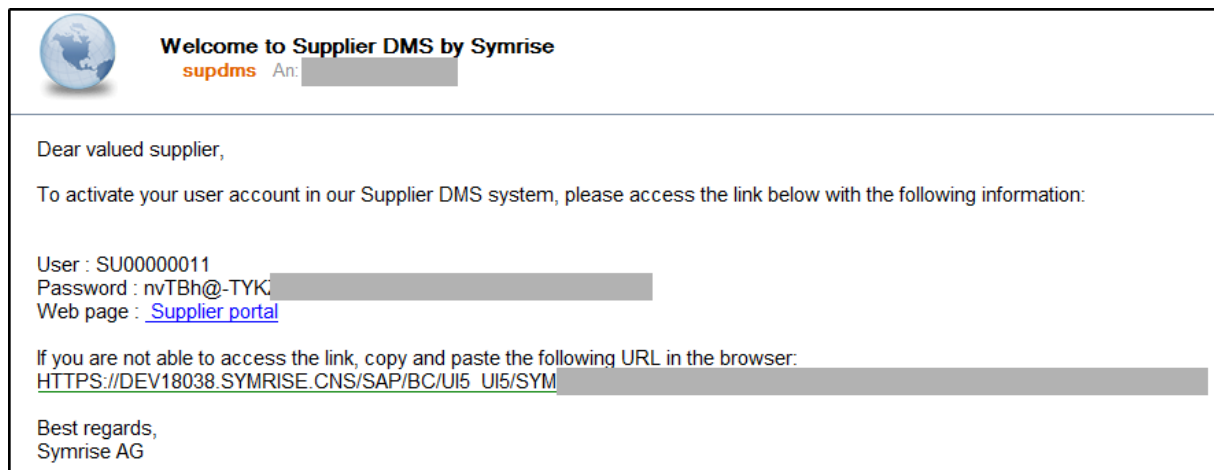 Welcome to Supplier DMS by Symrise
supdms An:
Dear valued supplier,
To activate your user account in our Supplier DMS system, please access the link below with the following information:
User : SU00000011
Password : nvTBh@-TYK
Web page : Supplier portal
If you are not able to access the link, copy and paste the following URL in the browser:
HTTPS://DEV18038.SYMRISE.CNS/SAP/BC/UI5_UI5/SYM
Best regards,
Symrise AG